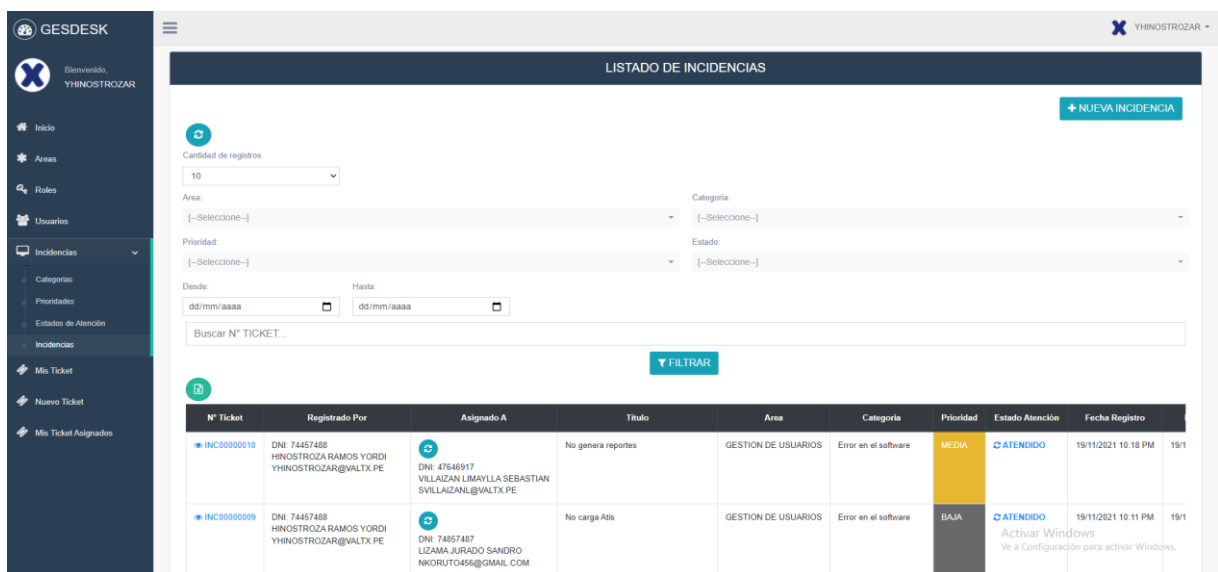 GESDESK
YHINOSTROZAR
Bienvenido,
YHINOSTROZAR
Inicio
Areas
Roles
Usuarios
Incidencias
Categorias
Prioridades
Estados de Atención
Incidencias
Mis Ticket
Nuevo Ticket
Mis Ticket Asignados
LISTADO DE INCIDENCIAS
NUEVA INCIDENCIA
Cantidad de registros
10
Area: Categoria:
[--Seleccione--] [--Seleccione--]
Prioridad: Estado:
[--Seleccione--] [--Seleccione--]
Desde: Hasta:
dd/mm/aaaa dd/mm/aaaa
Buscar N° TICKET...
FILTRAR
N° Ticket Registrado Por Asignado A Titulo Area Categoria Prioridad Estado Atención Fecha Registro
INC00000010 DNI: 74457488 No genera reportes GESTION DE USUARIOS Error en el software MEDIA ATENDIDO 19/11/2021 10:18 PM 19/1
HINOSTROZA RAMOS YORDI
YHINOSTROZAR@VALTX.PE DNI: 47646917
VILLAIZAN LIMAYLLA SEBASTIAN
SVILLAIZANL@VALTX.PE
INC00000009 DNI: 74457488 No carga Atis GESTION DE USUARIOS Error en el software BAJA ATENDIDO 19/11/2021 10:11 PM 19/1
HINOSTROZA RAMOS YORDI
YHINOSTROZAR@VALTX.PE DNI: 74857487
LIZAMA JURADO SANDRO
NKORUTO456@GMAIL.COM
Activar Windows
Ve a Configuración para activar Windows.